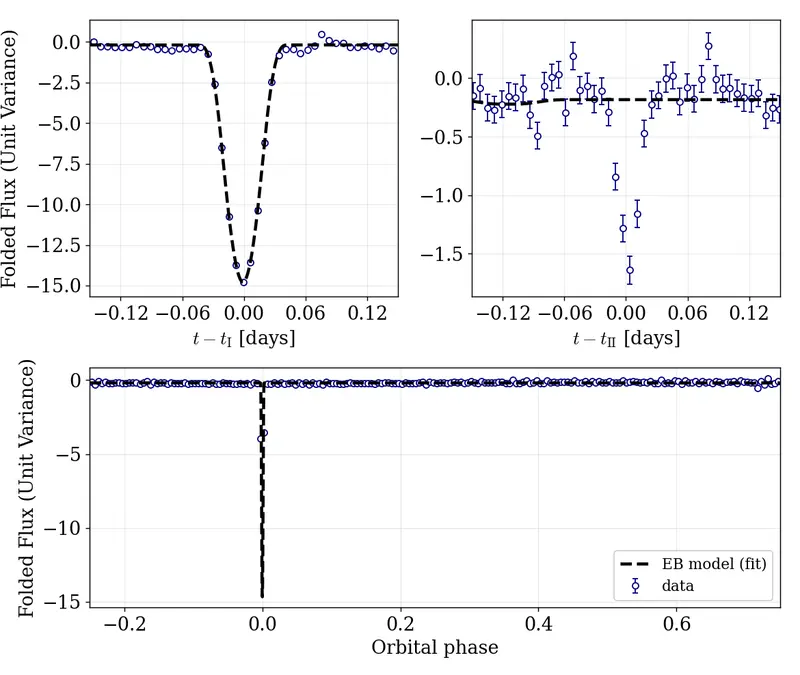 0.0
−2.5
−5.0
−7.5
−10.0
−12.5
−15.0
Folded Flux (Unit Variance)
−0.12 −0.06 0.00 0.06 0.12
t − tI [days]
0.0
−0.5
−1.0
−1.5
−0.12 −0.06 0.00 0.06 0.12
t − tII [days]
0
−5
−10
−15
Folded Flux (Unit Variance)
EB model (fit)
data
−0.2 0.0 0.2 0.4 0.6
Orbital phase